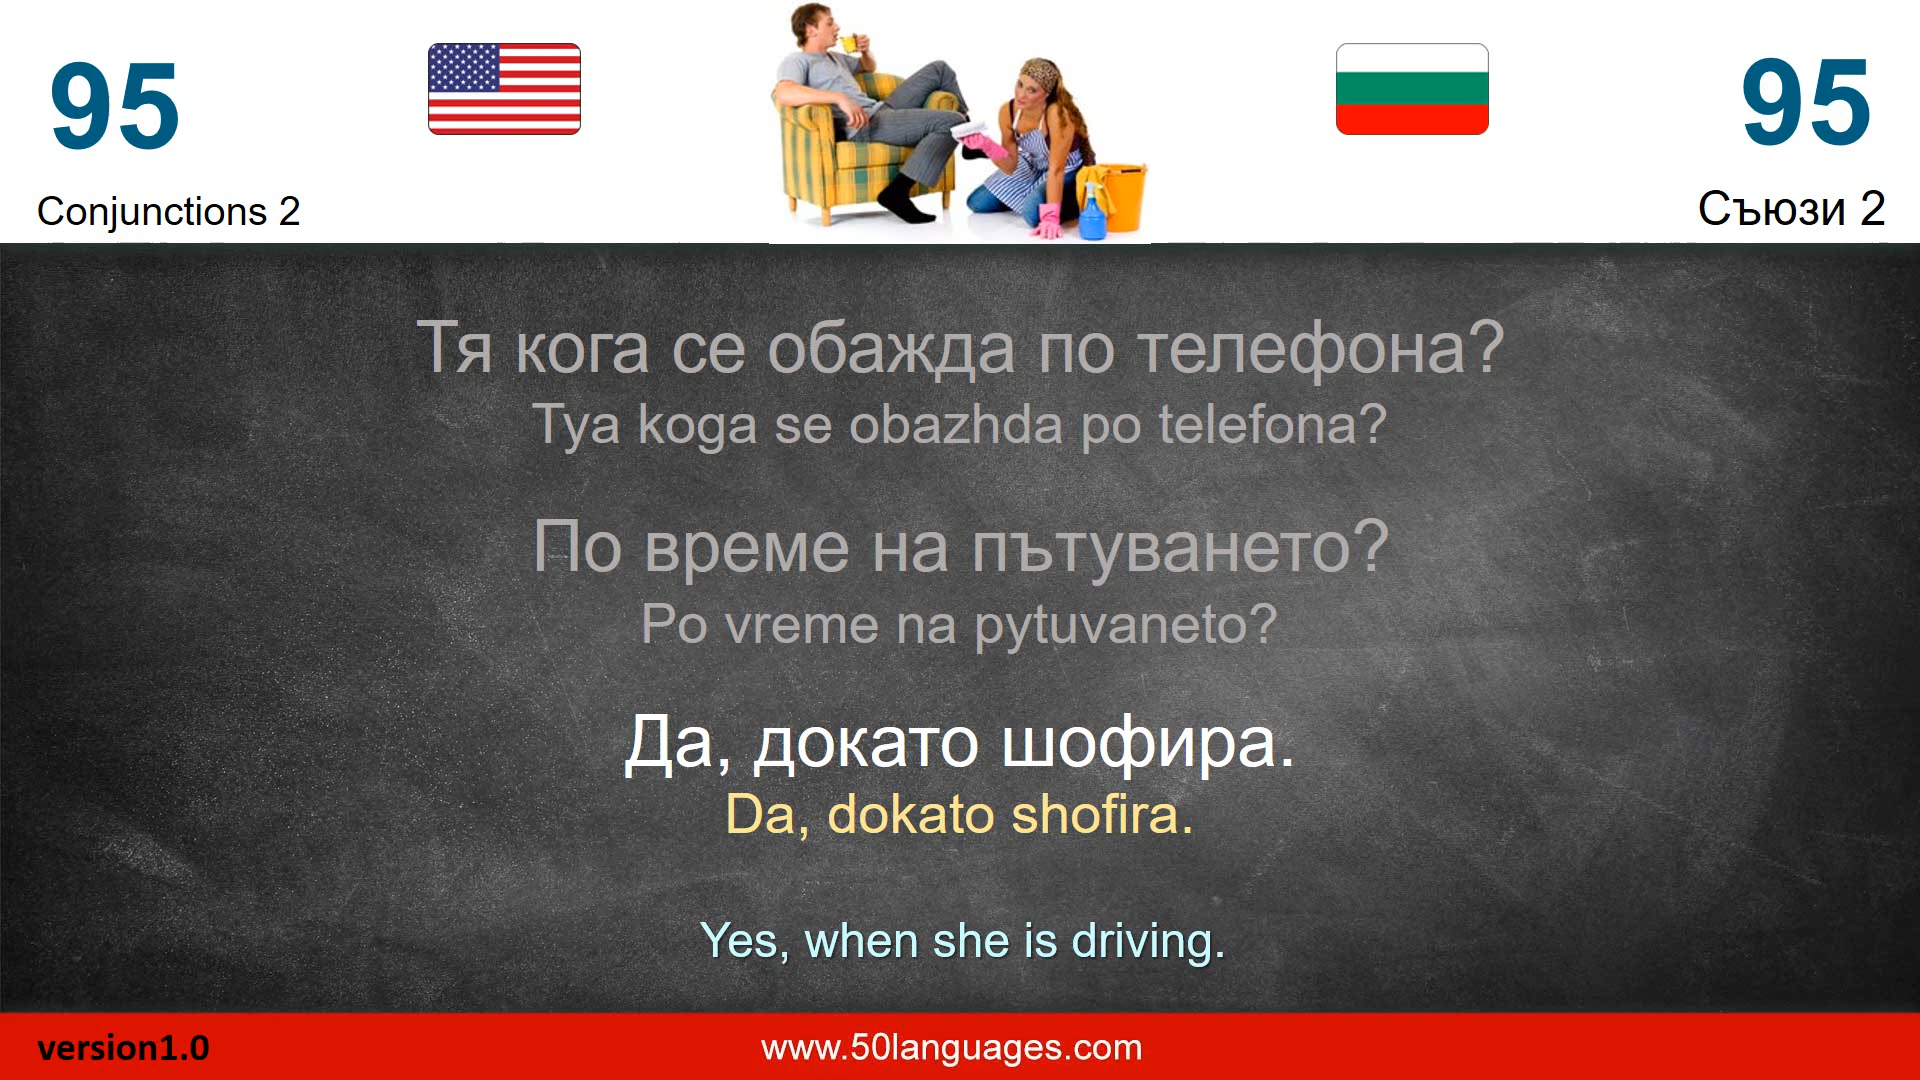 95
95
Conjunctions 2
Съюзи 2
Тя кога се обажда по телефона?
Tya koga se obazhda po telefona?
По време на пътуването?
Po vreme na pytuvaneto?
Да, докато шофира.
Da, dokato shofira.
Yes, when she is driving.
version1.0
www.50languages.com